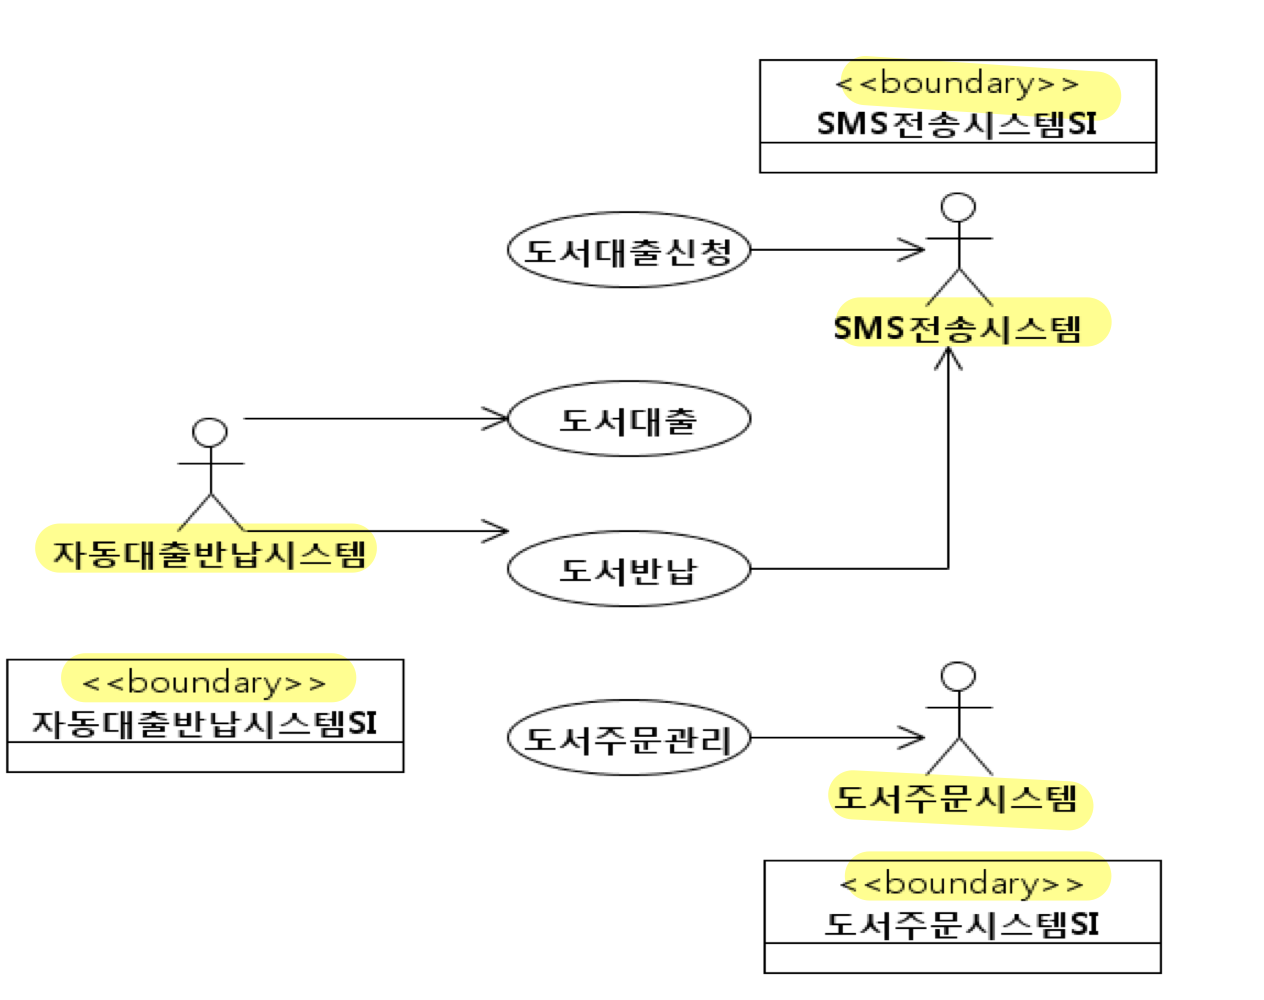 <<boundary>>
SMS전송시스템SI
도서대출신청
SMS전송시스템
도서대출
자동대출반납시스템
도서반납
<<boundary>>
자동대출반납시스템SI
도서주문관리
도서주문시스템
<<boundary>>
도서주문시스템SI